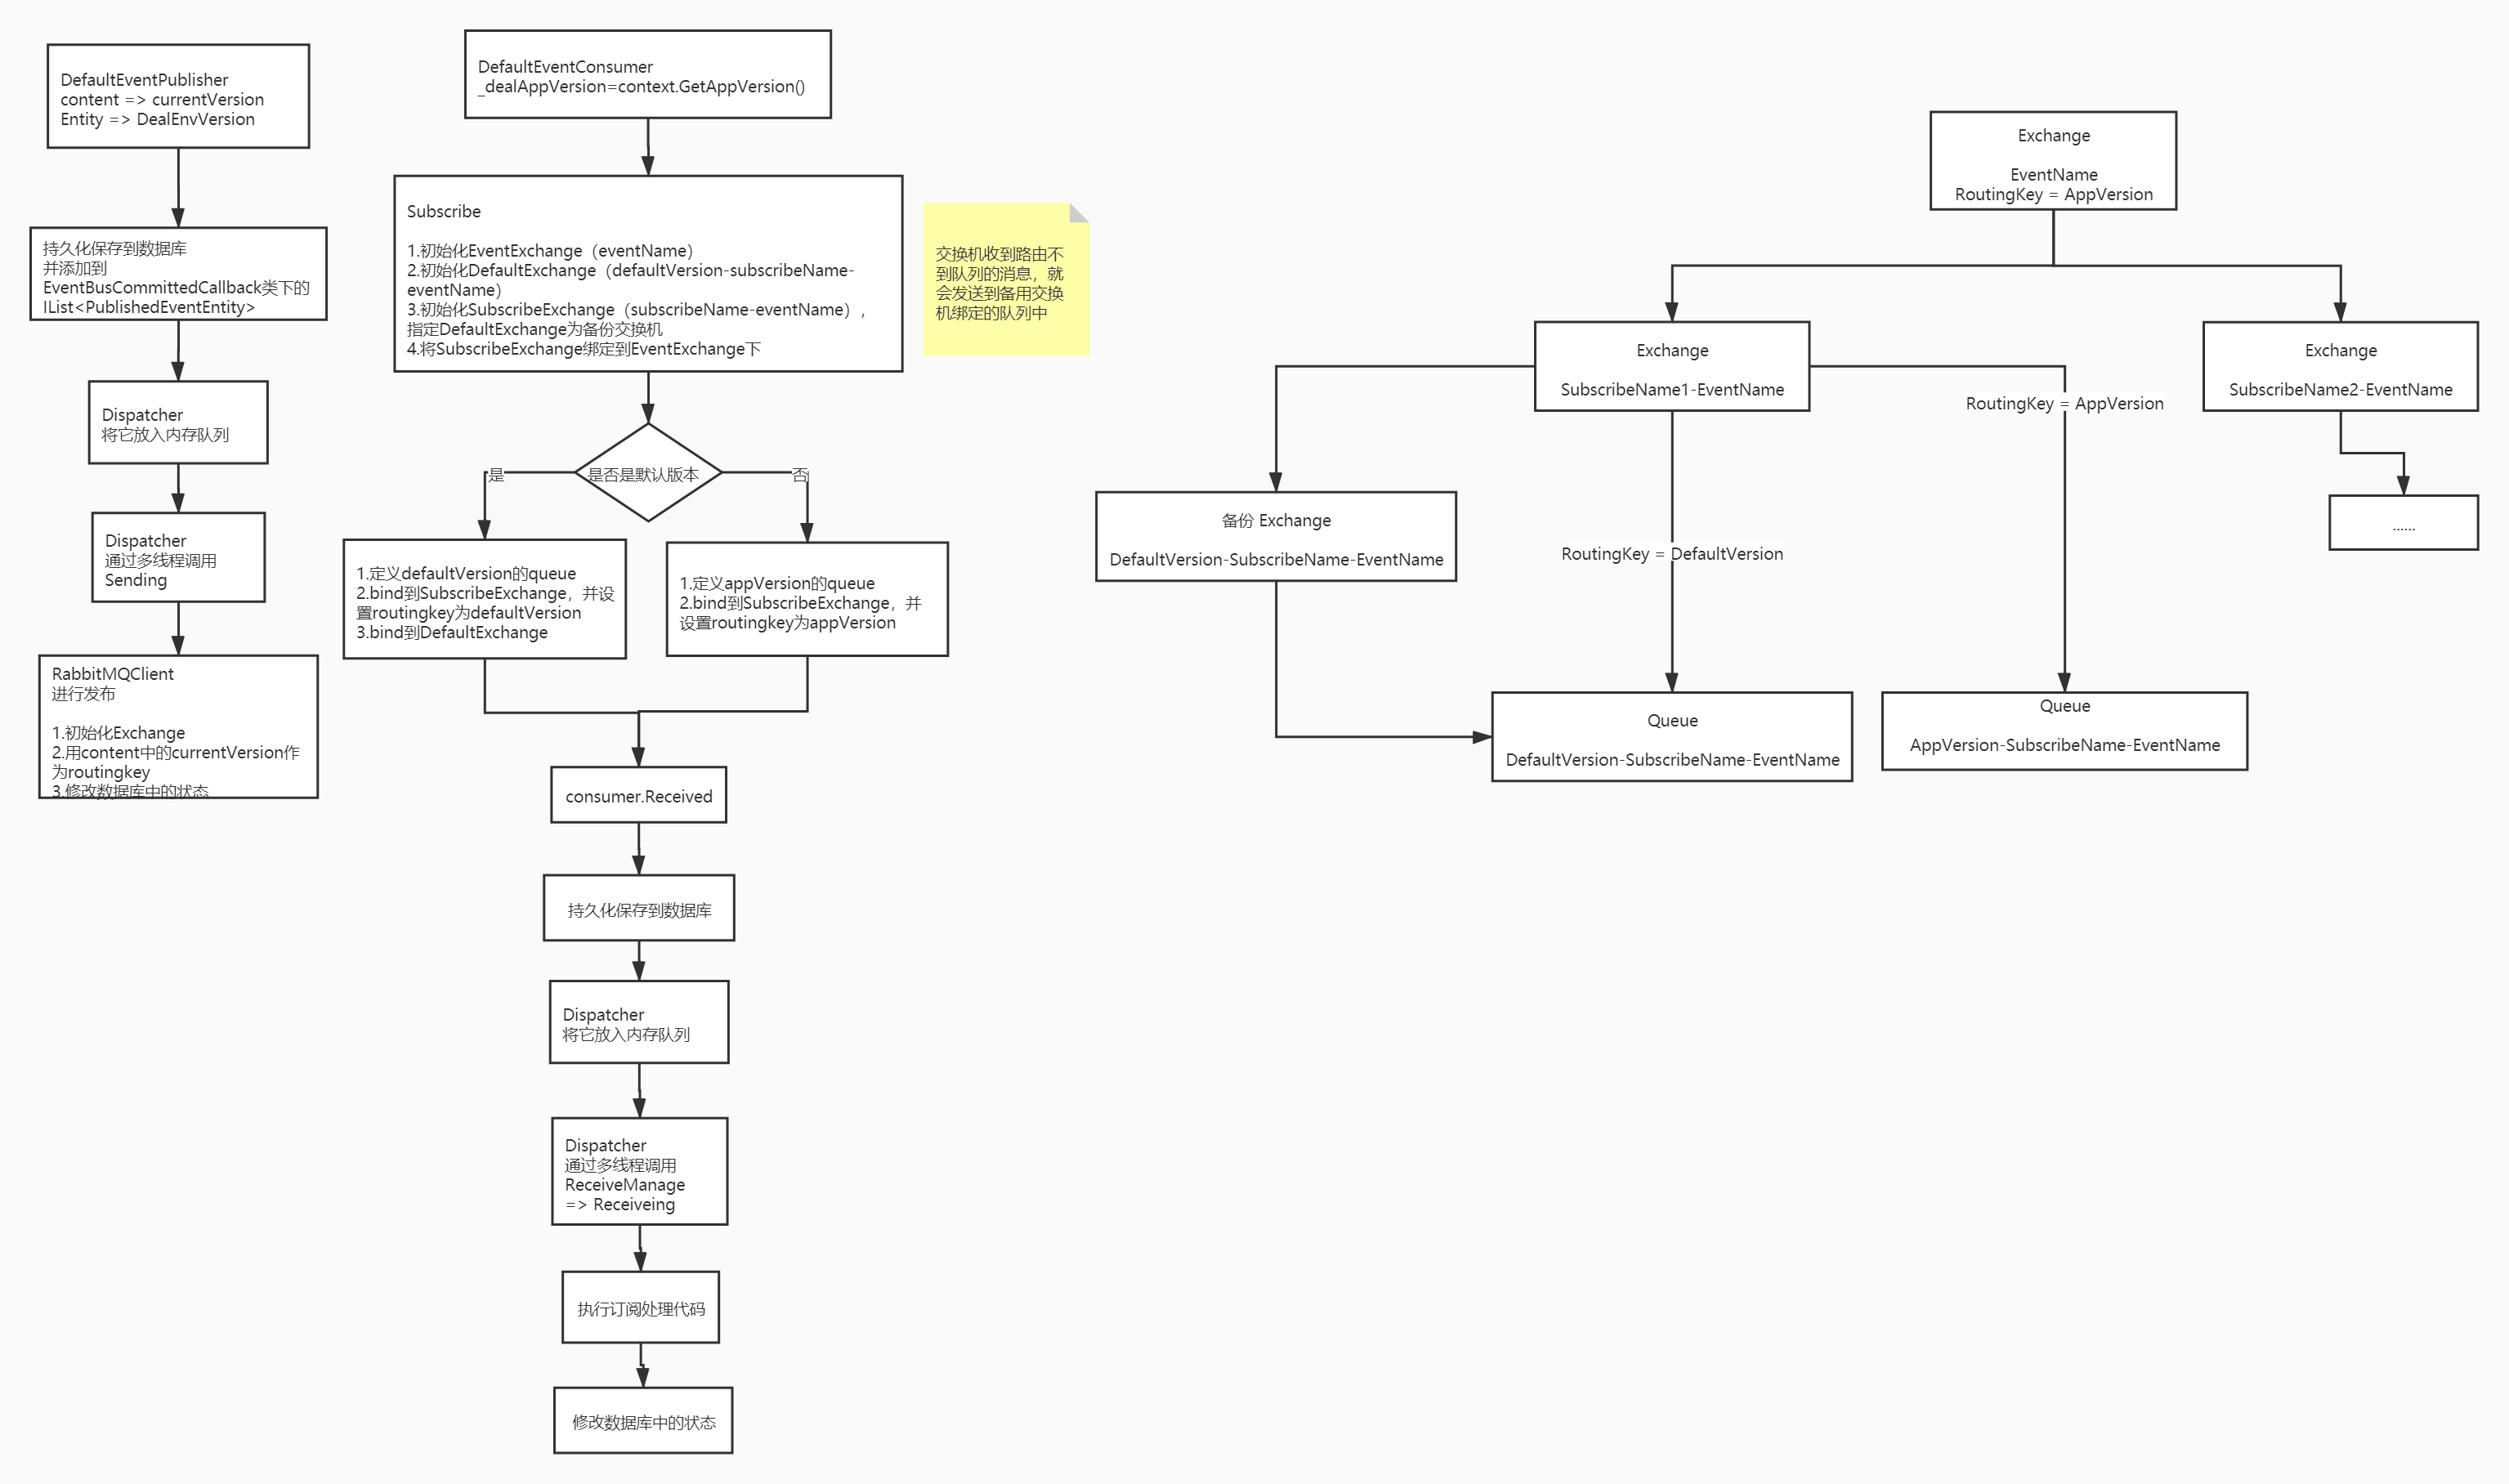 DefaultEventPublisher
content => currentVersion
Entity => DealEnvVersion
持久化保存到数据库
并添加到
EventBusCommittedCallback类下的
IList<PublishedEventEntity>
Dispatcher
将它放入内存队列
Dispatcher
通过多线程调用
Sending
RabbitMQClient
进行发布
1.初始化Exchange
2.用content中的currentVersion作
为routingkey
3.修改数据库中的状态
DefaultEventConsumer
_dealAppVersion=context.GetAppVersion()
Subscribe
1.初始化EventExchange（eventName）
2.初始化DefaultExchange（defaultVersion-subscribeName-
eventName）
3.初始化SubscribeExchange（subscribeName-eventName），
指定DefaultExchange为备份交换机
4.将SubscribeExchange绑定到EventExchange下
是否是默认版本
是
否
1.定义defaultVersion的queue
2.bind到SubscribeExchange，并设
置routingkey为defaultVersion
3.bind到DefaultExchange
1.定义appVersion的queue
2.bind到SubscribeExchange，并
设置routingkey为appVersion
consumer.Received
持久化保存到数据库
Dispatcher
将它放入内存队列
Dispatcher
通过多线程调用
ReceiveManage
=> Receiveing
执行订阅处理代码
修改数据库中的状态
交换机收到路由不
到队列的消息，就
会发送到备用交换
机绑定的队列中
Exchange
EventName
RoutingKey = AppVersion
Exchange
SubscribeName1-EventName
Exchange
SubscribeName2-EventName
RoutingKey = AppVersion
......
备份 Exchange
DefaultVersion-SubscribeName-EventName
RoutingKey = DefaultVersion
Queue
DefaultVersion-SubscribeName-EventName
Queue
AppVersion-SubscribeName-EventName